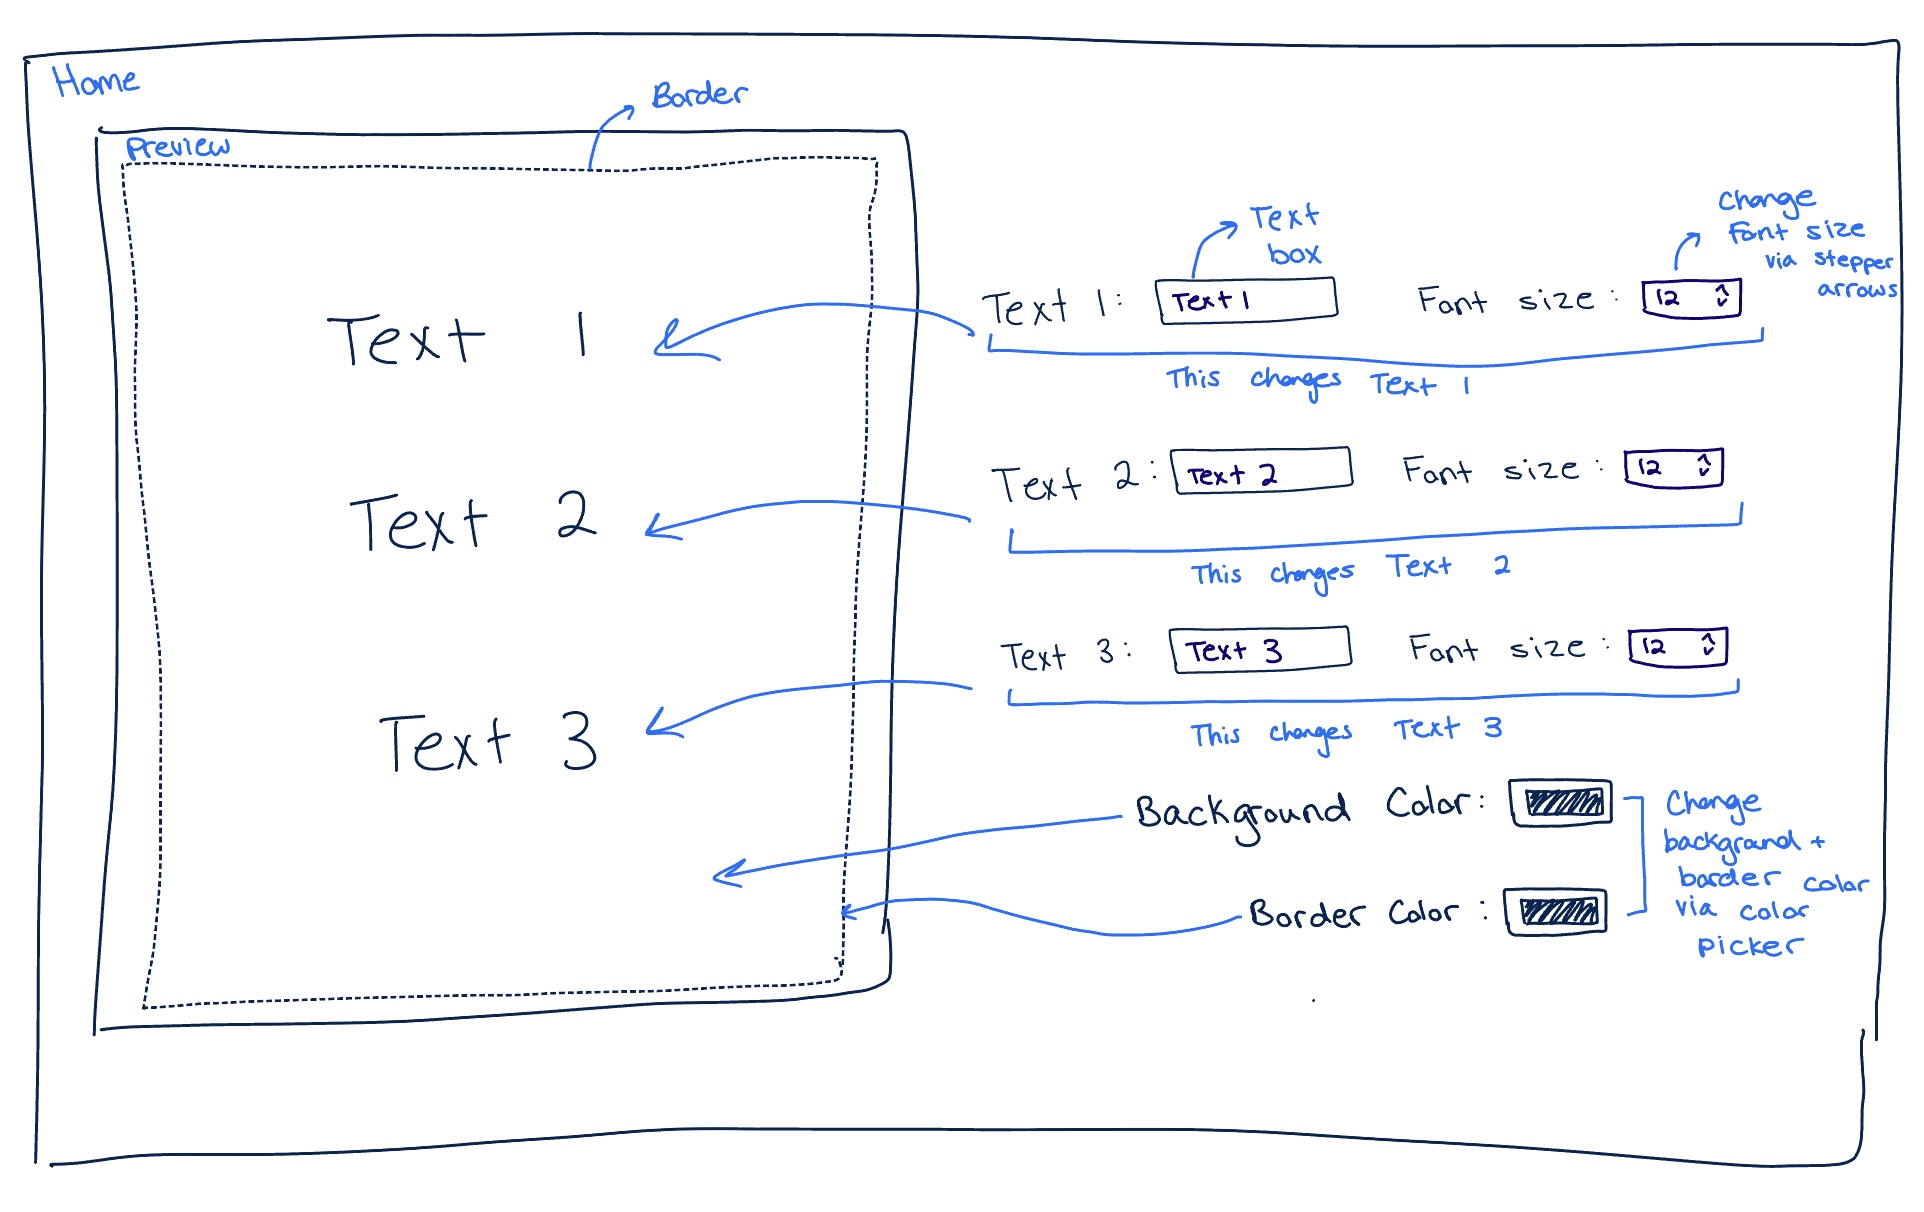 Home
Border
Preview
Text 1
Text 2
Text 3
Text
box
Change
Font size
via stepper
arrows
Text 1: Text 1 Font size: 12
This changes Text 1
Text 2: Text 2 Font size: 12
This changes Text 2
Text 3: Text 3 Font size: 12
This changes Text 3
Background Color:
Border Color:
Change
background +
border color
via color
picker